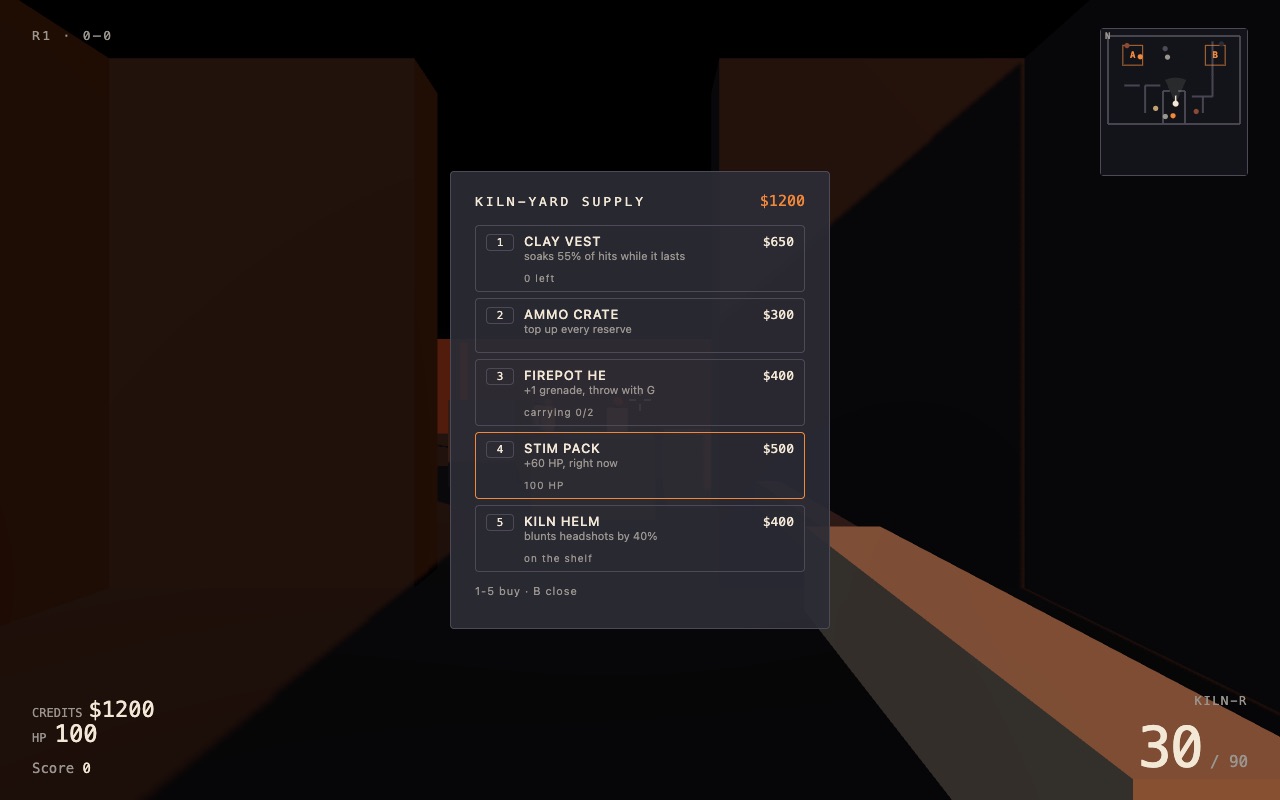 R1 · 0–0
N
A
B
KILN-YARD SUPPLY $1200
1 CLAY VEST $650
soaks 55% of hits while it lasts
0 left
2 AMMO CRATE $300
top up every reserve
3 FIREPOT HE $400
+1 grenade, throw with G
carrying 0/2
4 STIM PACK $500
+60 HP, right now
100 HP
5 KILN HELM $400
blunts headshots by 40%
on the shelf
1-5 buy · B close
CREDITS $1200
HP 100
Score 0
KILN-R
30 / 90